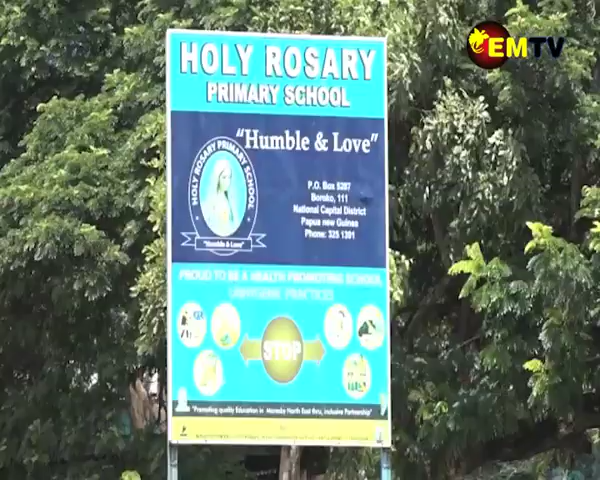 EMTV
HOLY ROSARY
PRIMARY SCHOOL
"Humble & Love"
HOLY ROSARY PRIMARY SCHOOL
"Humble & Love"
P.O. Box 5287
Boroko, 111
National Capital District
Papua new Guinea
Phone: 325 1391
PROUD TO BE A HEALTH PROMOTING SCHOOL
STOP
"Promoting quality Education in Moresby North East thru, inclusive Partnership"